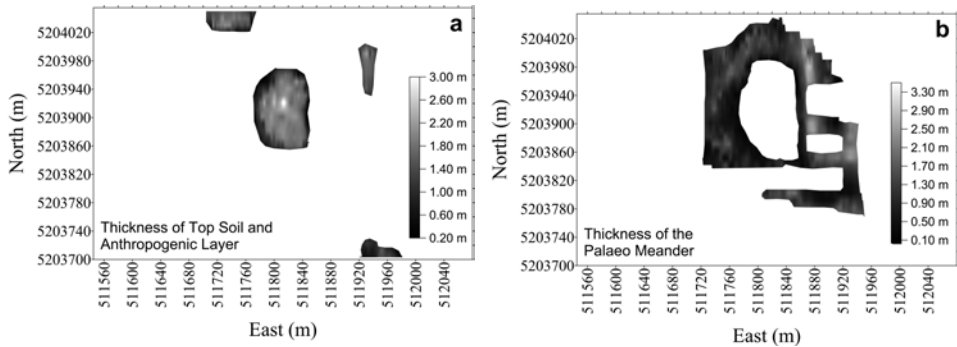 a
North (m)
5204020
5203980
5203940
5203900
5203860
5203820
5203780
5203740
5203700
3.00 m
2.60 m
2.20 m
1.80 m
1.40 m
1.00 m
0.60 m
0.20 m
Thickness of Top Soil and
Anthropogenic Layer
511560
511600
511640
511680
511720
511760
511800
511840
511880
511920
511960
512000
512040
East (m)
b
North (m)
5204020
5203980
5203940
5203900
5203860
5203820
5203780
5203740
5203700
3.30 m
2.90 m
2.50 m
2.10 m
1.70 m
1.30 m
0.90 m
0.50 m
0.10 m
Thickness of the
Palaeo Meander
511560
511600
511640
511680
511720
511760
511800
511840
511880
511920
511960
512000
512040
East (m)